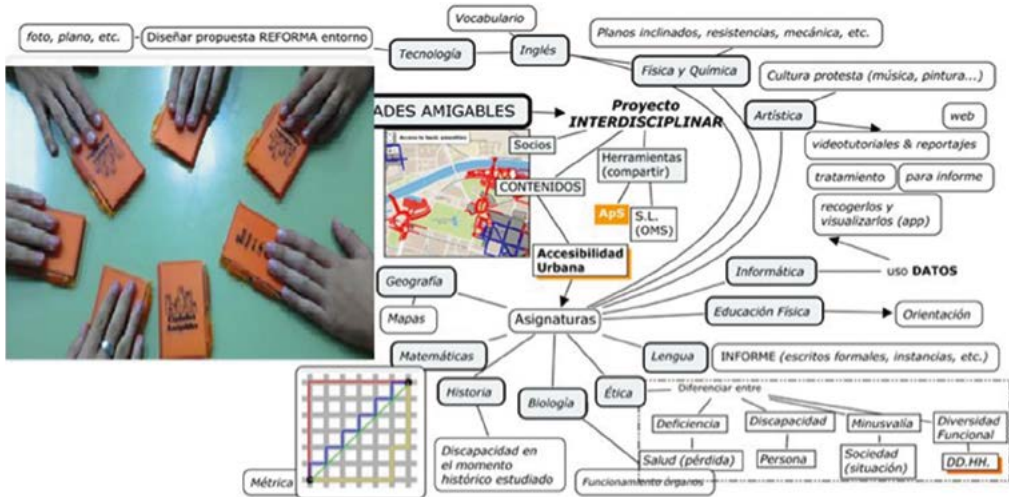 Vocabulario
foto, plano, etc.
Diseñar propuesta REFORMA entorno
Tecnología
Inglés
Planos inclinados, resistencias, mecánica, etc.
Física y Química
Cultura protesta (música, pintura...)
ADES AMIGABLES
Proyecto
INTERDISCIPLINAR
Artística
web
Socios
videotutoriales & reportajes
Herramientas
(compartir)
CONTENIDOS
tratamiento
para informe
ApS
S.L.
(OMS)
recogerlos y
visualizarlos (app)
Accesibilidad
Urbana
Geografía
Informática
uso DATOS
Mapas
Asignaturas
Educación Física
Orientación
Matemáticas
Lengua
INFORME (escritos formales, instancias, etc.)
Historia
Biología
Ética
Diferenciar entre
Deficiencia
Discapacidad
Minusvalía
Diversidad
Funcional
Salud (pérdida)
Persona
Sociedad
(situación)
DD.HH.
Discapacidad en
el momento
histórico estudiado
Métrica
Funcionamiento órganos